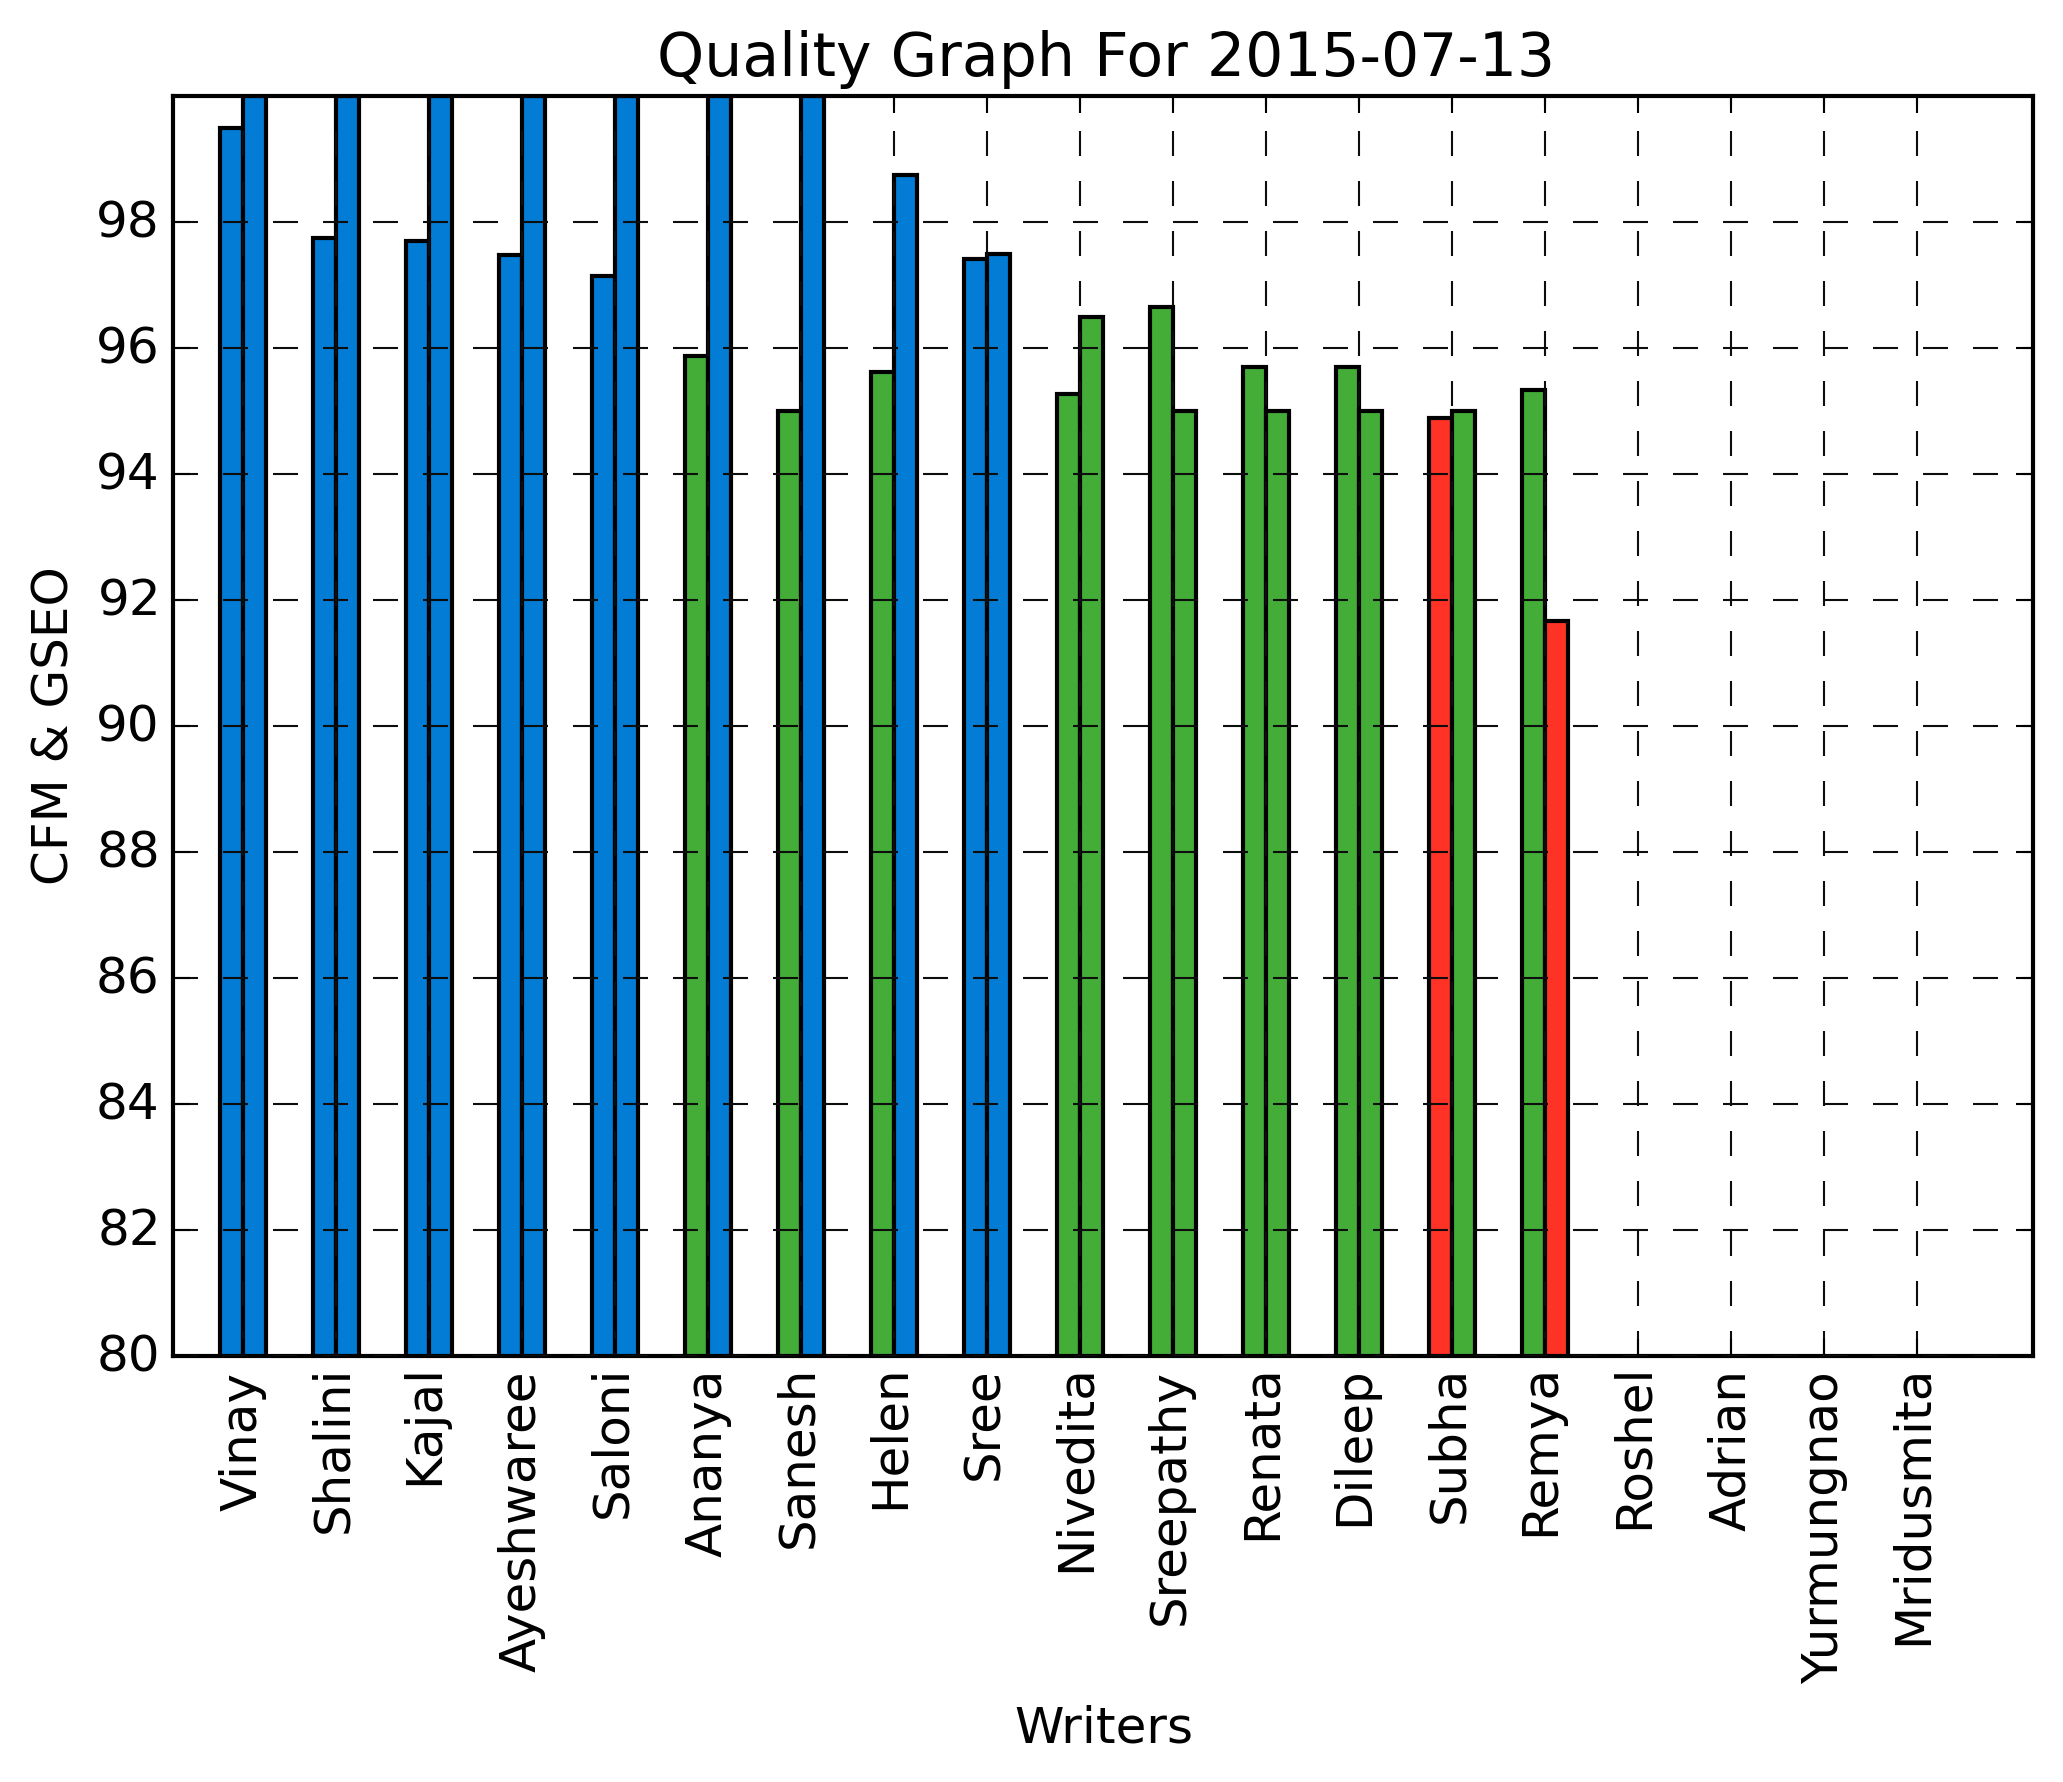 Quality Graph For 2015-07-13
98
96
94
92
90
88
86
84
82
80
CFM & GSEO
Vinay
Shalini
Kajal
Ayeshwaree
Saloni
Ananya
Sanesh
Helen
Sree
Nivedita
Sreepathy
Renata
Dileep
Subha
Remya
Roshel
Adrian
Yurmungnao
Mridusmita
Writers